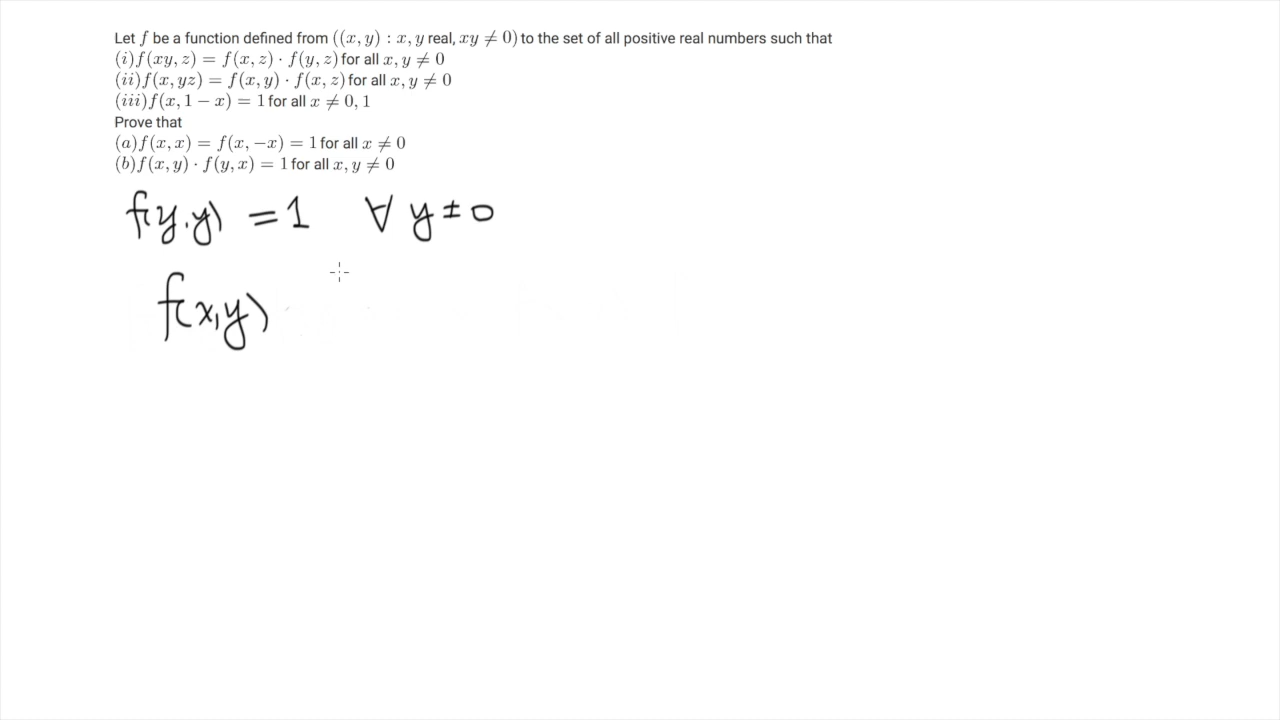 Let f be a function defined from ((x, y) : x, y real, xy ≠ 0) to the set of all positive real numbers such that
(i)f(xy, z) = f(x, z) · f(y, z) for all x, y ≠ 0
(ii)f(x, yz) = f(x, y) · f(x, z) for all x, y ≠ 0
(iii)f(x, 1 − x) = 1 for all x ≠ 0, 1
Prove that
(a)f(x, x) = f(x, −x) = 1 for all x ≠ 0
(b)f(x, y) · f(y, x) = 1 for all x, y ≠ 0
f(y.y) = 1 ∀ y ± 0
f(x,y)